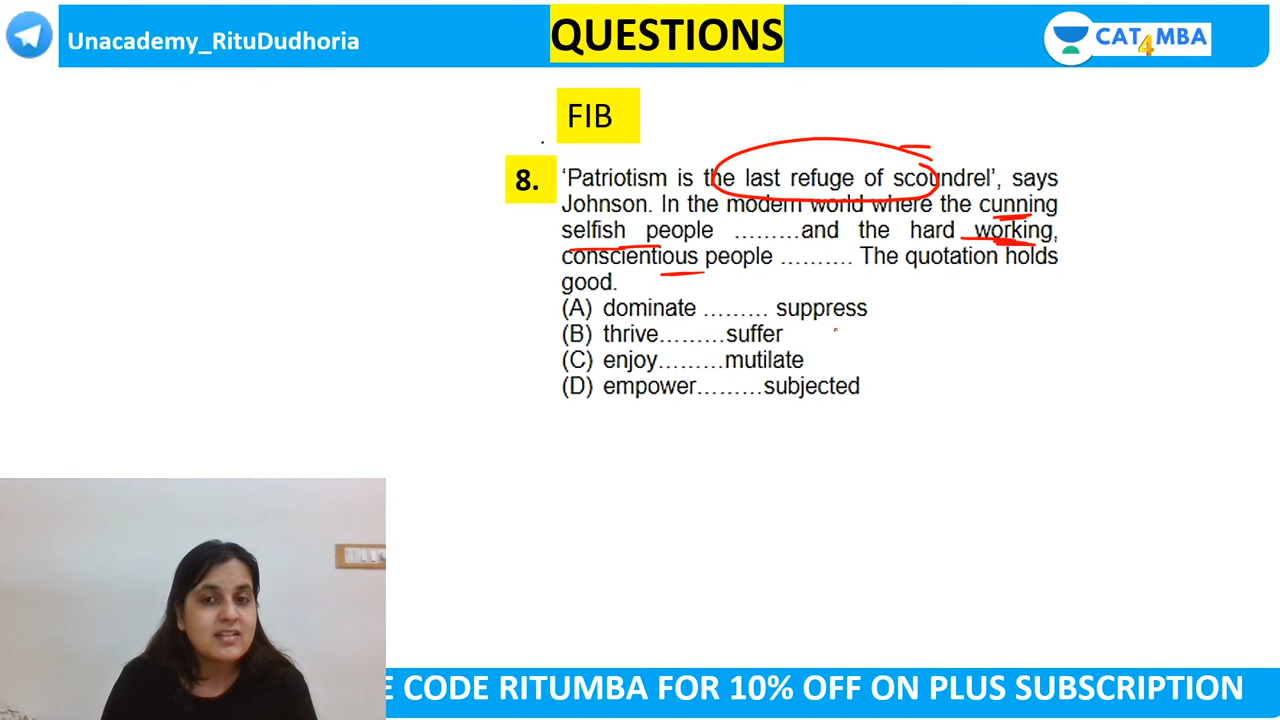 Unacademy_RituDudhoria
QUESTIONS
CAT4MBA
FIB
8.
‘Patriotism is the last refuge of scoundrel’, says
Johnson. In the modern world where the cunning
selfish people .........and the hard working,
conscientious people .......... The quotation holds
good.
(A) dominate ......... suppress
(B) thrive.........suffer
(C) enjoy.........mutilate
(D) empower.........subjected
E CODE RITUMBA FOR 10% OFF ON PLUS SUBSCRIPTION